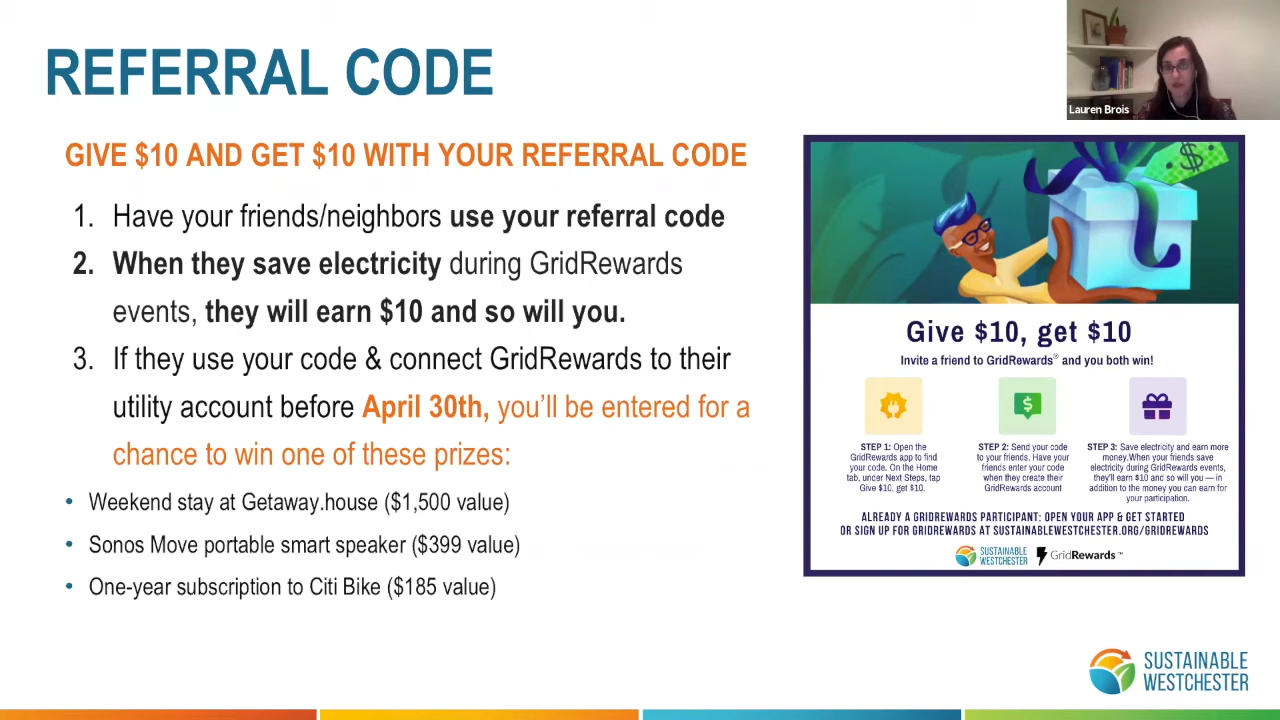 REFERRAL CODE
Lauren Brois
GIVE $10 AND GET $10 WITH YOUR REFERRAL CODE
1. Have your friends/neighbors use your referral code
2. When they save electricity during GridRewards
events, they will earn $10 and so will you.
3. If they use your code & connect GridRewards to their
utility account before April 30th, you’ll be entered for a
chance to win one of these prizes:
• Weekend stay at Getaway.house ($1,500 value)
• Sonos Move portable smart speaker ($399 value)
• One-year subscription to Citi Bike ($185 value)
$
Give $10, get $10
Invite a friend to GridRewards® and you both win!
$
STEP 1: Open the
GridRewards app to find
your code. On the Home
tab, under Next Steps, tap
Give $10, get $10.
STEP 2: Send your code
to your friends. Have your
friends enter your code
when they create their
GridRewards account
STEP 3: Save electricity and earn more
money.When your friends save
electricity during GridRewards events,
they'll earn $10 and so will you — in
addition to the money you can earn for
your participation.
ALREADY A GRIDREWARDS PARTICIPANT: OPEN YOUR APP & GET STARTED
OR SIGN UP FOR GRIDREWARDS AT SUSTAINABLEWESTCHESTER.ORG/GRIDREWARDS
SUSTAINABLE
WESTCHESTER
GridRewards™
SUSTAINABLE
WESTCHESTER